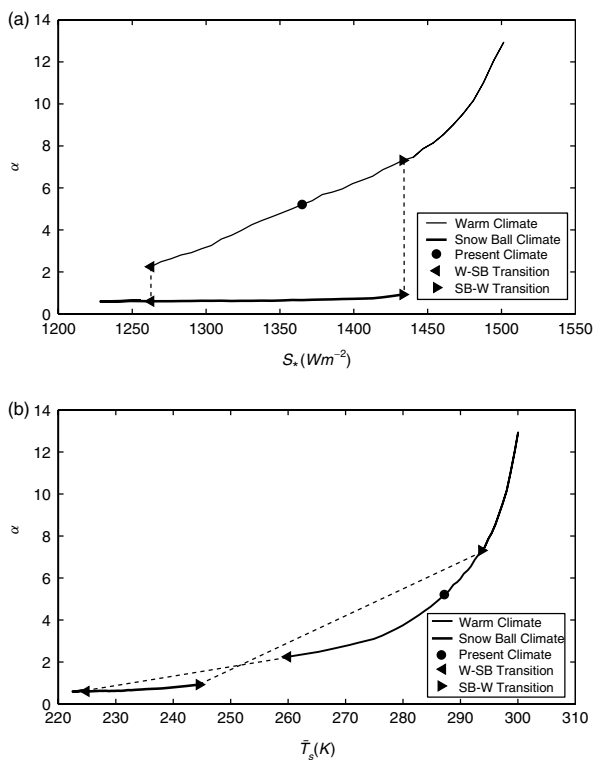 (a)
14
12
10
8
6
4
2
0
α
Warm Climate
Snow Ball Climate
Present Climate
W-SB Transition
SB-W Transition
1200 1250 1300 1350 1400 1450 1500 1550
S* (Wm−2)
(b)
14
12
10
8
6
4
2
0
α
Warm Climate
Snow Ball Climate
Present Climate
W-SB Transition
SB-W Transition
220 230 240 250 260 270 280 290 300 310
T̄s(K)